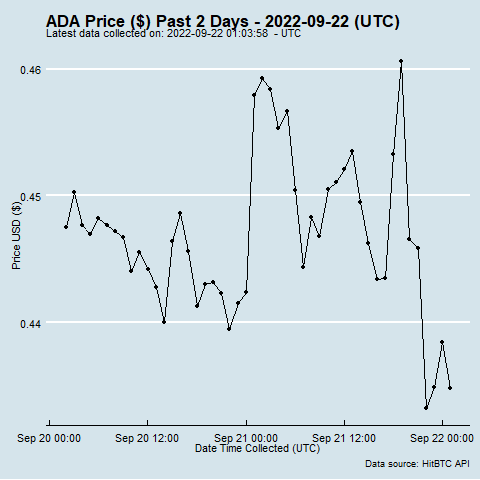 ADA Price ($) Past 2 Days - 2022-09-22 (UTC)
Latest data collected on: 2022-09-22 01:03:58  - UTC
0.46
0.45
0.44
Price USD ($)
Sep 20 00:00 Sep 20 12:00 Sep 21 00:00 Sep 21 12:00 Sep 22 00:00
Date Time Collected (UTC)
Data source: HitBTC API